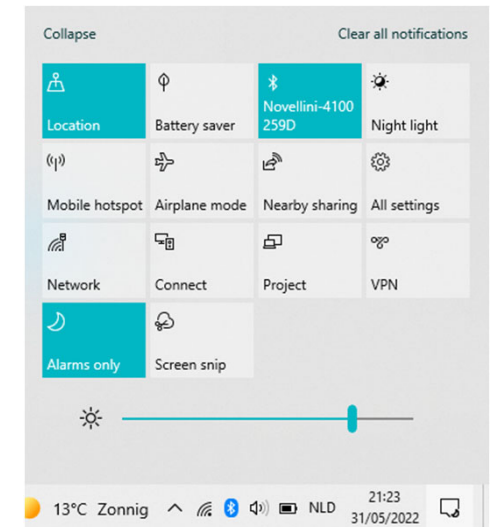 Collapse Clear all notifications
Location
Battery saver
Novellini-4100
259D
Night light
Mobile hotspot
Airplane mode
Nearby sharing
All settings
Network
Connect
Project
VPN
Alarms only
Screen snip
13°C Zonnig NLD 21:23
31/05/2022